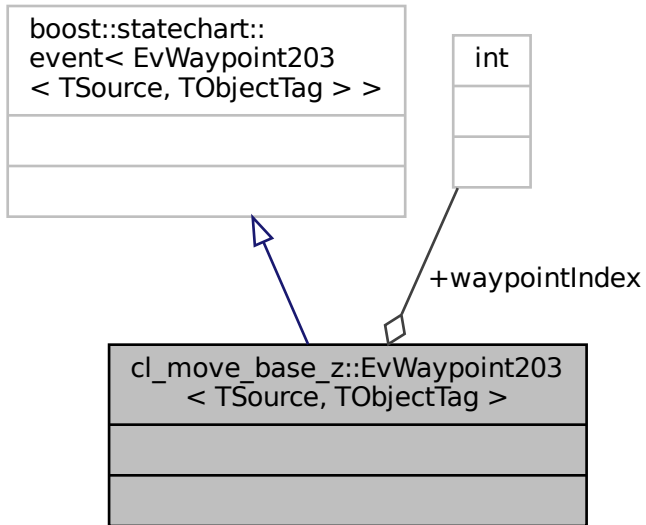 boost::statechart::
event< EvWaypoint203
< TSource, TObjectTag > >
int
+waypointIndex
cl_move_base_z::EvWaypoint203
< TSource, TObjectTag >